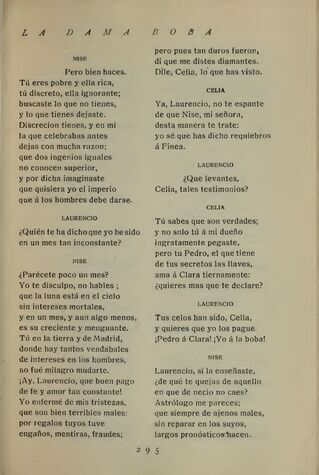 LA DAMA BOBA
NISE
Pero bien haces.
Tú eres pobre y ella rica,
tú discreto, ella ignorante;
buscaste lo que no tienes,
y lo que tienes dejaste.
Discrecion tienes, y en mí
la que celebrabas antes
dejas con mucha razon;
que dos ingenios iguales
no conocen superior,
y por dicha imaginaste
que quisiera yo el imperio
que á los hombres debe darse.
LAURENCIO
¿Quién te ha dicho que yo he sido
en un mes tan inconstante?
NISE
¿Parécete poco un mes?
Yo te disculpo, no hables;
que la luna está en el cielo
sin intereses mortales,
y en un mes, y aun algo menos,
es su creciente y menguante.
Tú en la tierra y de Madrid,
donde hay tantos vendabales
de intereses en los hombres,
no fué milagro mudarte.
¡Ay, Laurencio, que buen pago
de fe y amor tan constante!
Yo enfermé de mis tristezas,
que son bien terribles males:
por regalos tuyos tuve
engaños, mentiras, fraudes;
pero pues tan duros fueron,
di que me distes diamantes.
Dile, Celia, lo que has visto.
CELIA
Ya, Laurencio, no te espante
de que Nise, mi señora,
desta manera te trate:
yo sé que has dicho requiebros
á Finea.
LAURENCIO
¿Que levantes,
Celia, tales testimonios?
CELIA
Tú sabes que son verdades;
y no solo tú á mi dueño
ingratamente pegaste,
pero tu Pedro, el que tiene
de tus secretos las llaves,
ama á Clara tiernamente:
¿quieres mas que te declare?
LAURENCIO
Tus celos han sido, Celia,
y quieres que yo los pague.
¡Pedro á Clara! ¡Yo á la boba!
NISE
Laurencio, si la enseñaste,
¿de qué te quejas de aquello
en que de necio no caes?
Astrólogo me pareces;
que siempre de ajenos males,
sin reparar en los suyos,
largos pronósticos hacen.
295